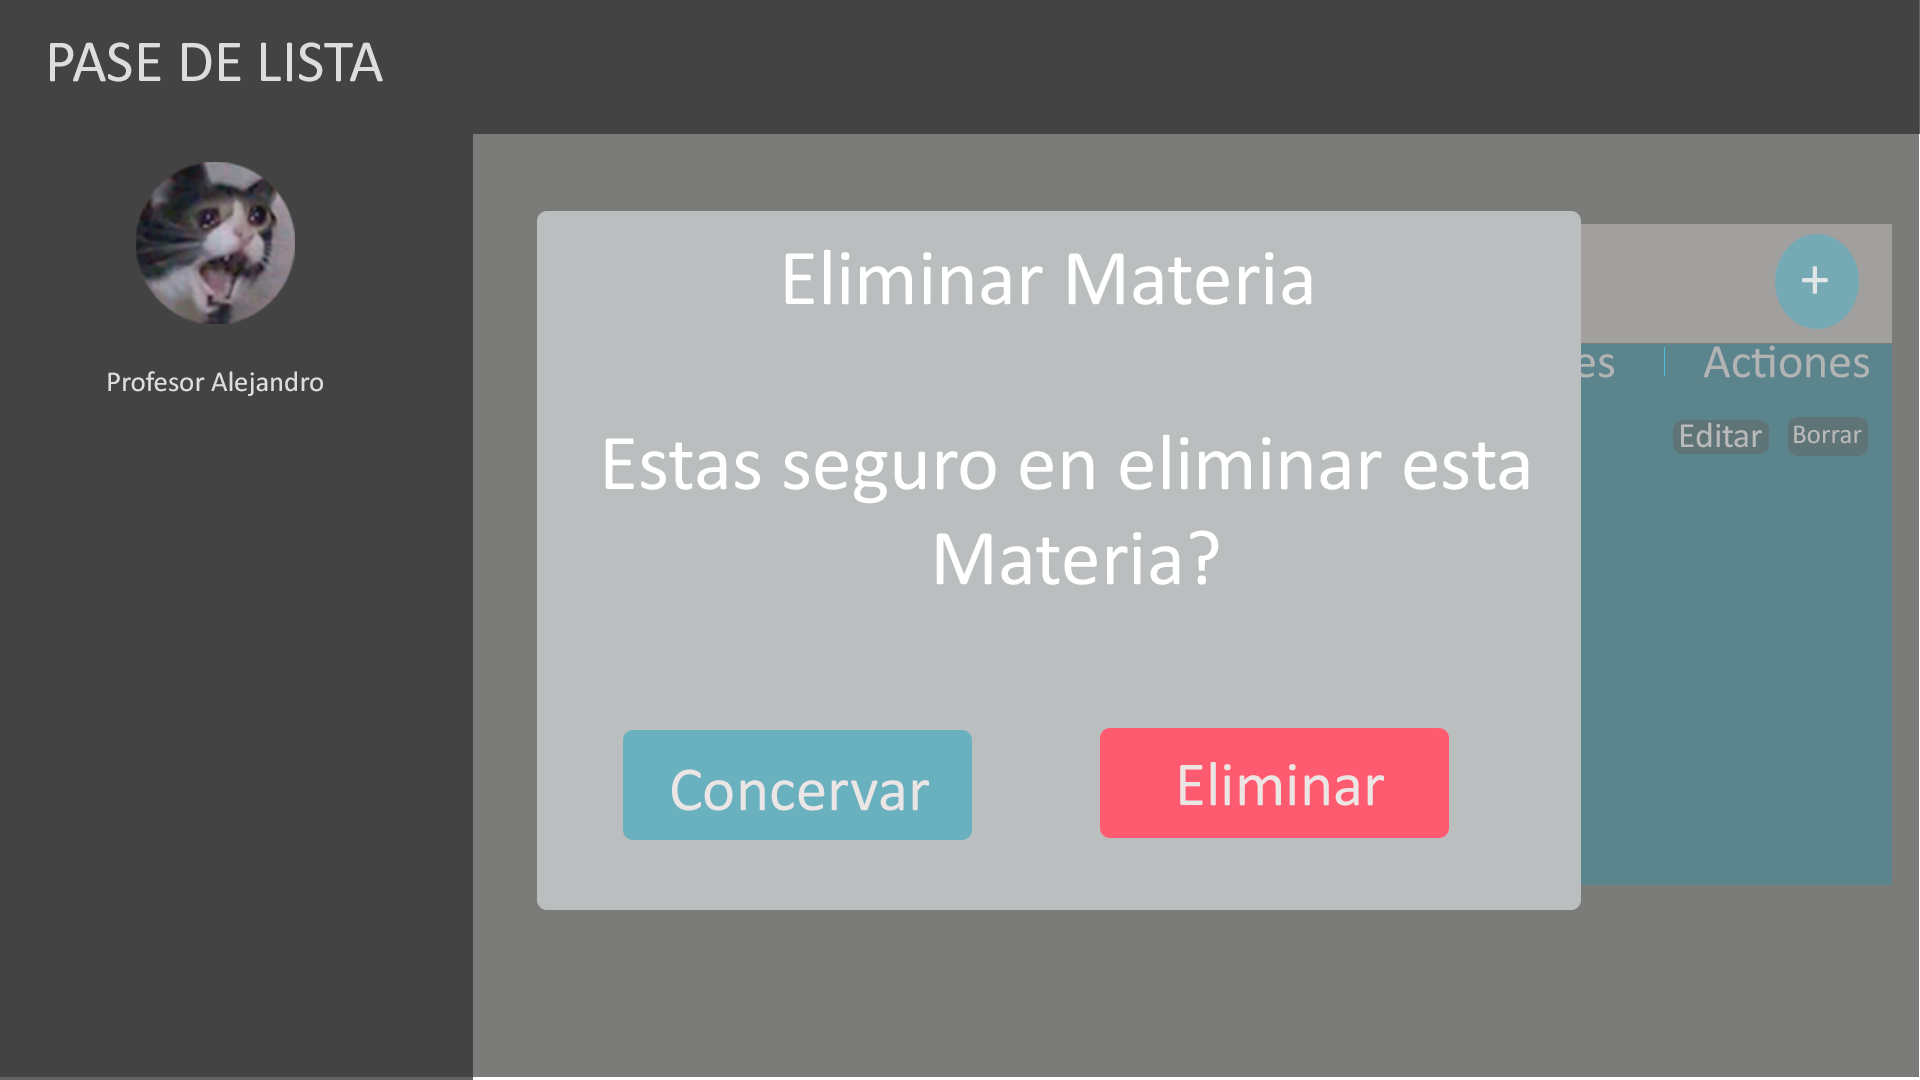 PASE DE LISTA
Profesor Alejandro
Eliminar Materia
Estas seguro en eliminar esta
Materia?
Concervar
Eliminar
+
es | Actiones
Editar Borrar